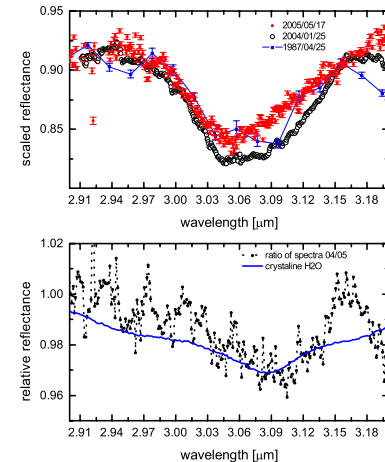 0.95
0.90
0.85
scaled reflectance
2005/05/17
2004/01/25
1987/04/25
2.91 2.94 2.97 3.00 3.03 3.06 3.09 3.12 3.15 3.18
wavelength [µm]
1.02
1.00
0.98
0.96
relative reflectance
ratio of spectra 04/05
crystaline H2O
2.91 2.94 2.97 3.00 3.03 3.06 3.09 3.12 3.15 3.18
wavelength [µm]